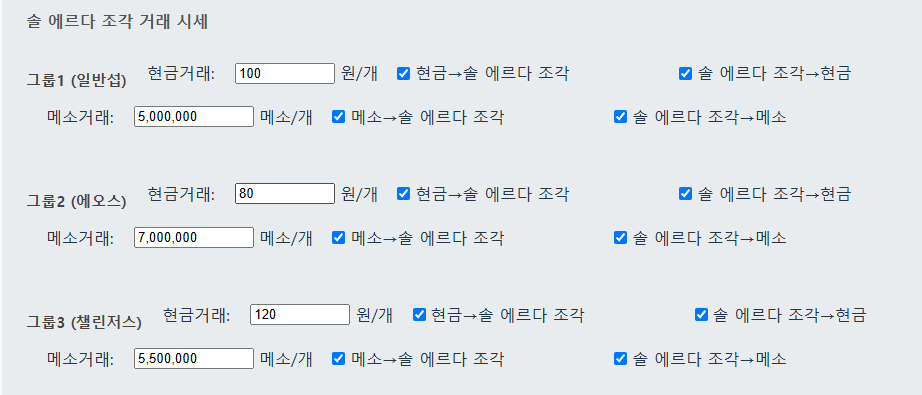 솔 에르다 조각 거래 시세
그룹1 (일반섭) 현금거래: 100 원/개 현금→솔 에르다 조각 솔 에르다 조각→현금
메소거래: 5,000,000 메소/개 메소→솔 에르다 조각 솔 에르다 조각→메소
그룹2 (에오스) 현금거래: 80 원/개 현금→솔 에르다 조각 솔 에르다 조각→현금
메소거래: 7,000,000 메소/개 메소→솔 에르다 조각 솔 에르다 조각→메소
그룹3 (챌린저스) 현금거래: 120 원/개 현금→솔 에르다 조각 솔 에르다 조각→현금
메소거래: 5,500,000 메소/개 메소→솔 에르다 조각 솔 에르다 조각→메소